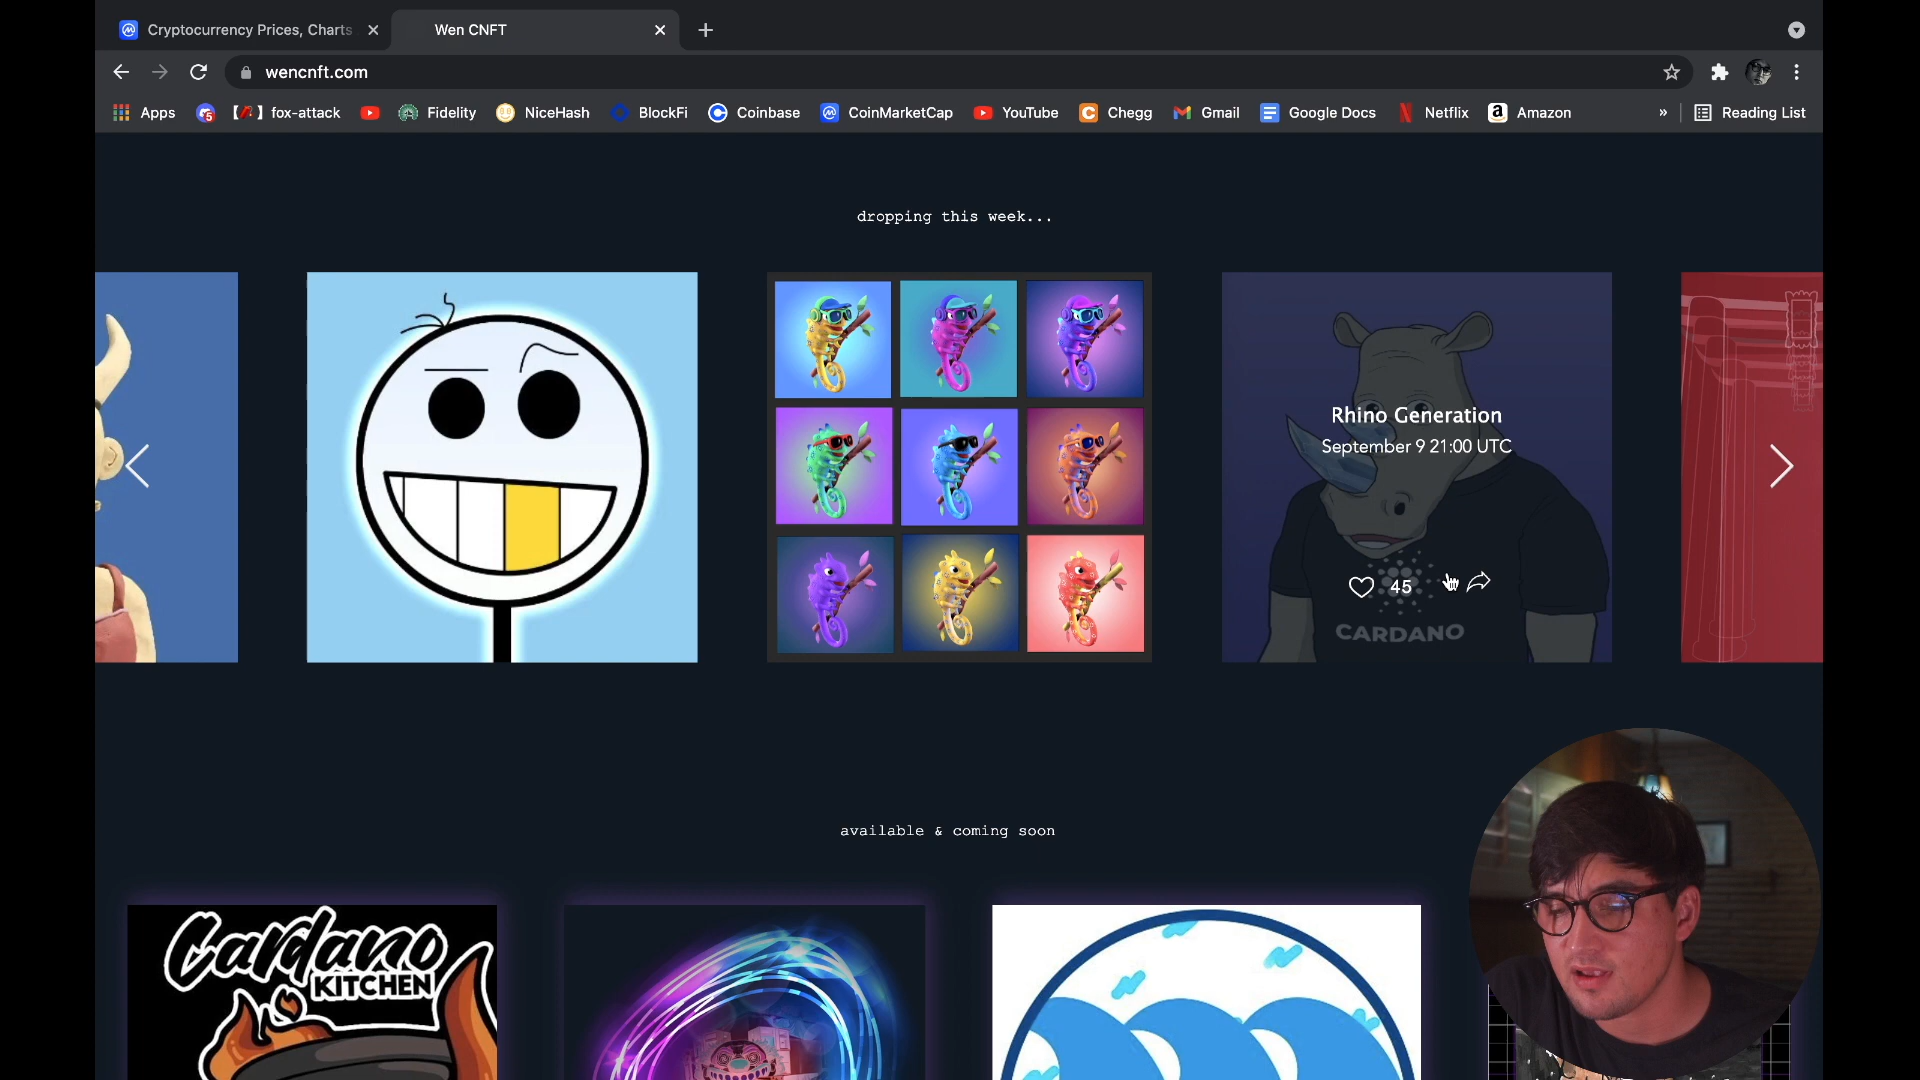 Cryptocurrency Prices, Charts
Wen CNFT
wencnft.com
Apps
5
【 】 fox-attack
Fidelity
NiceHash
BlockFi
Coinbase
CoinMarketCap
YouTube
Chegg
Gmail
Google Docs
Netflix
Amazon
»
Reading List
dropping this week...
Rhino Generation
September 9 21:00 UTC
45
CARDANO
available & coming soon
Cardano
KITCHEN